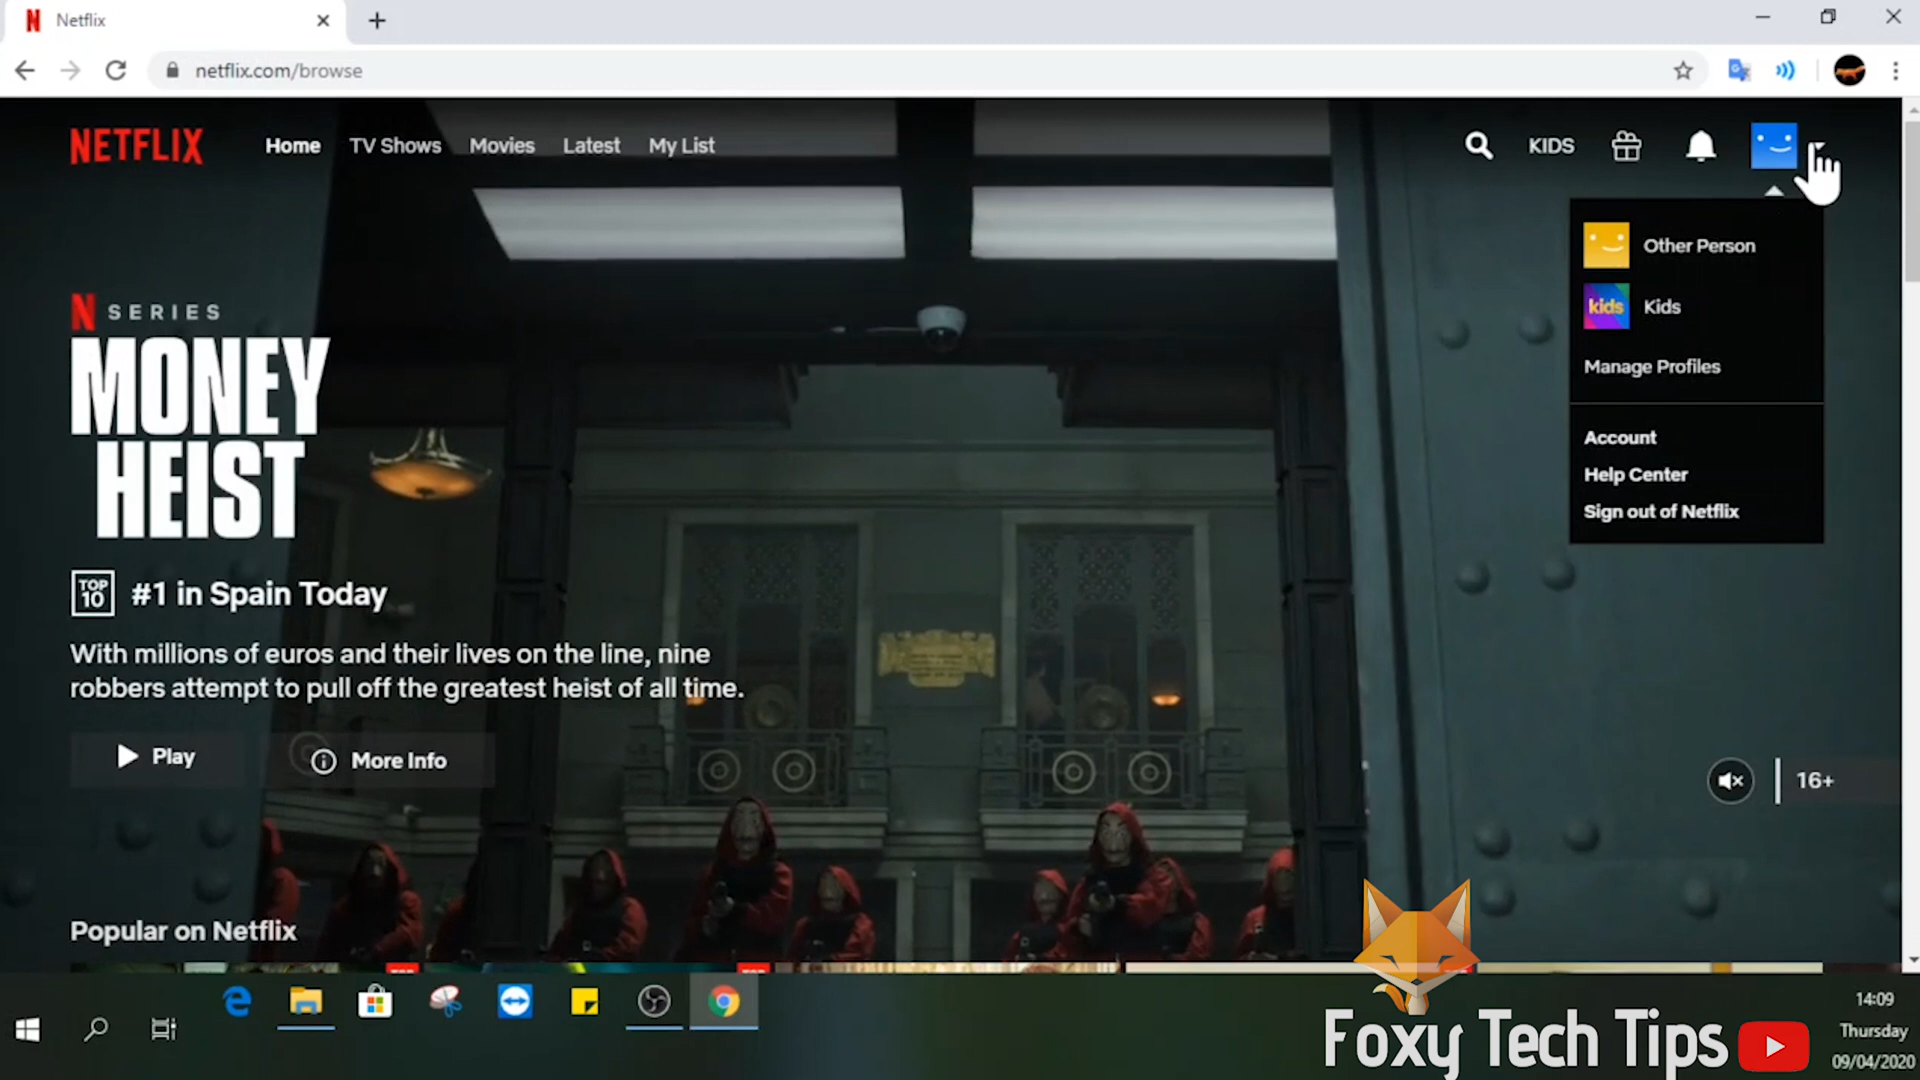 Netflix
netflix.com/browse
NETFLIX
Home
TV Shows
Movies
Latest
My List
KIDS
Other Person
kids
Kids
Manage Profiles
Account
Help Center
Sign out of Netflix
N SERIES
MONEY
HEIST
TOP
10
#1 in Spain Today
With millions of euros and their lives on the line, nine
robbers attempt to pull off the greatest heist of all time.
Play
More Info
16+
Popular on Netflix
Foxy Tech Tips
14:09
Thursday
09/04/2020